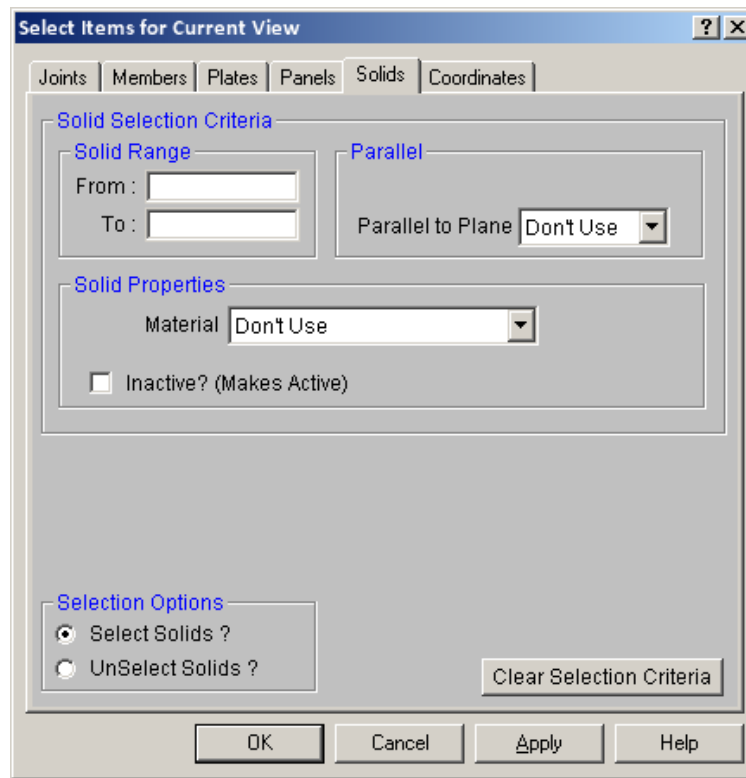 Select Items for Current View
Joints Members Plates Panels Solids Coordinates
Solid Selection Criteria
Solid Range
From :
To :
Parallel
Parallel to Plane Don't Use
Solid Properties
Material Don't Use
Inactive? (Makes Active)
Selection Options
Select Solids ?
UnSelect Solids ?
Clear Selection Criteria
OK Cancel Apply Help